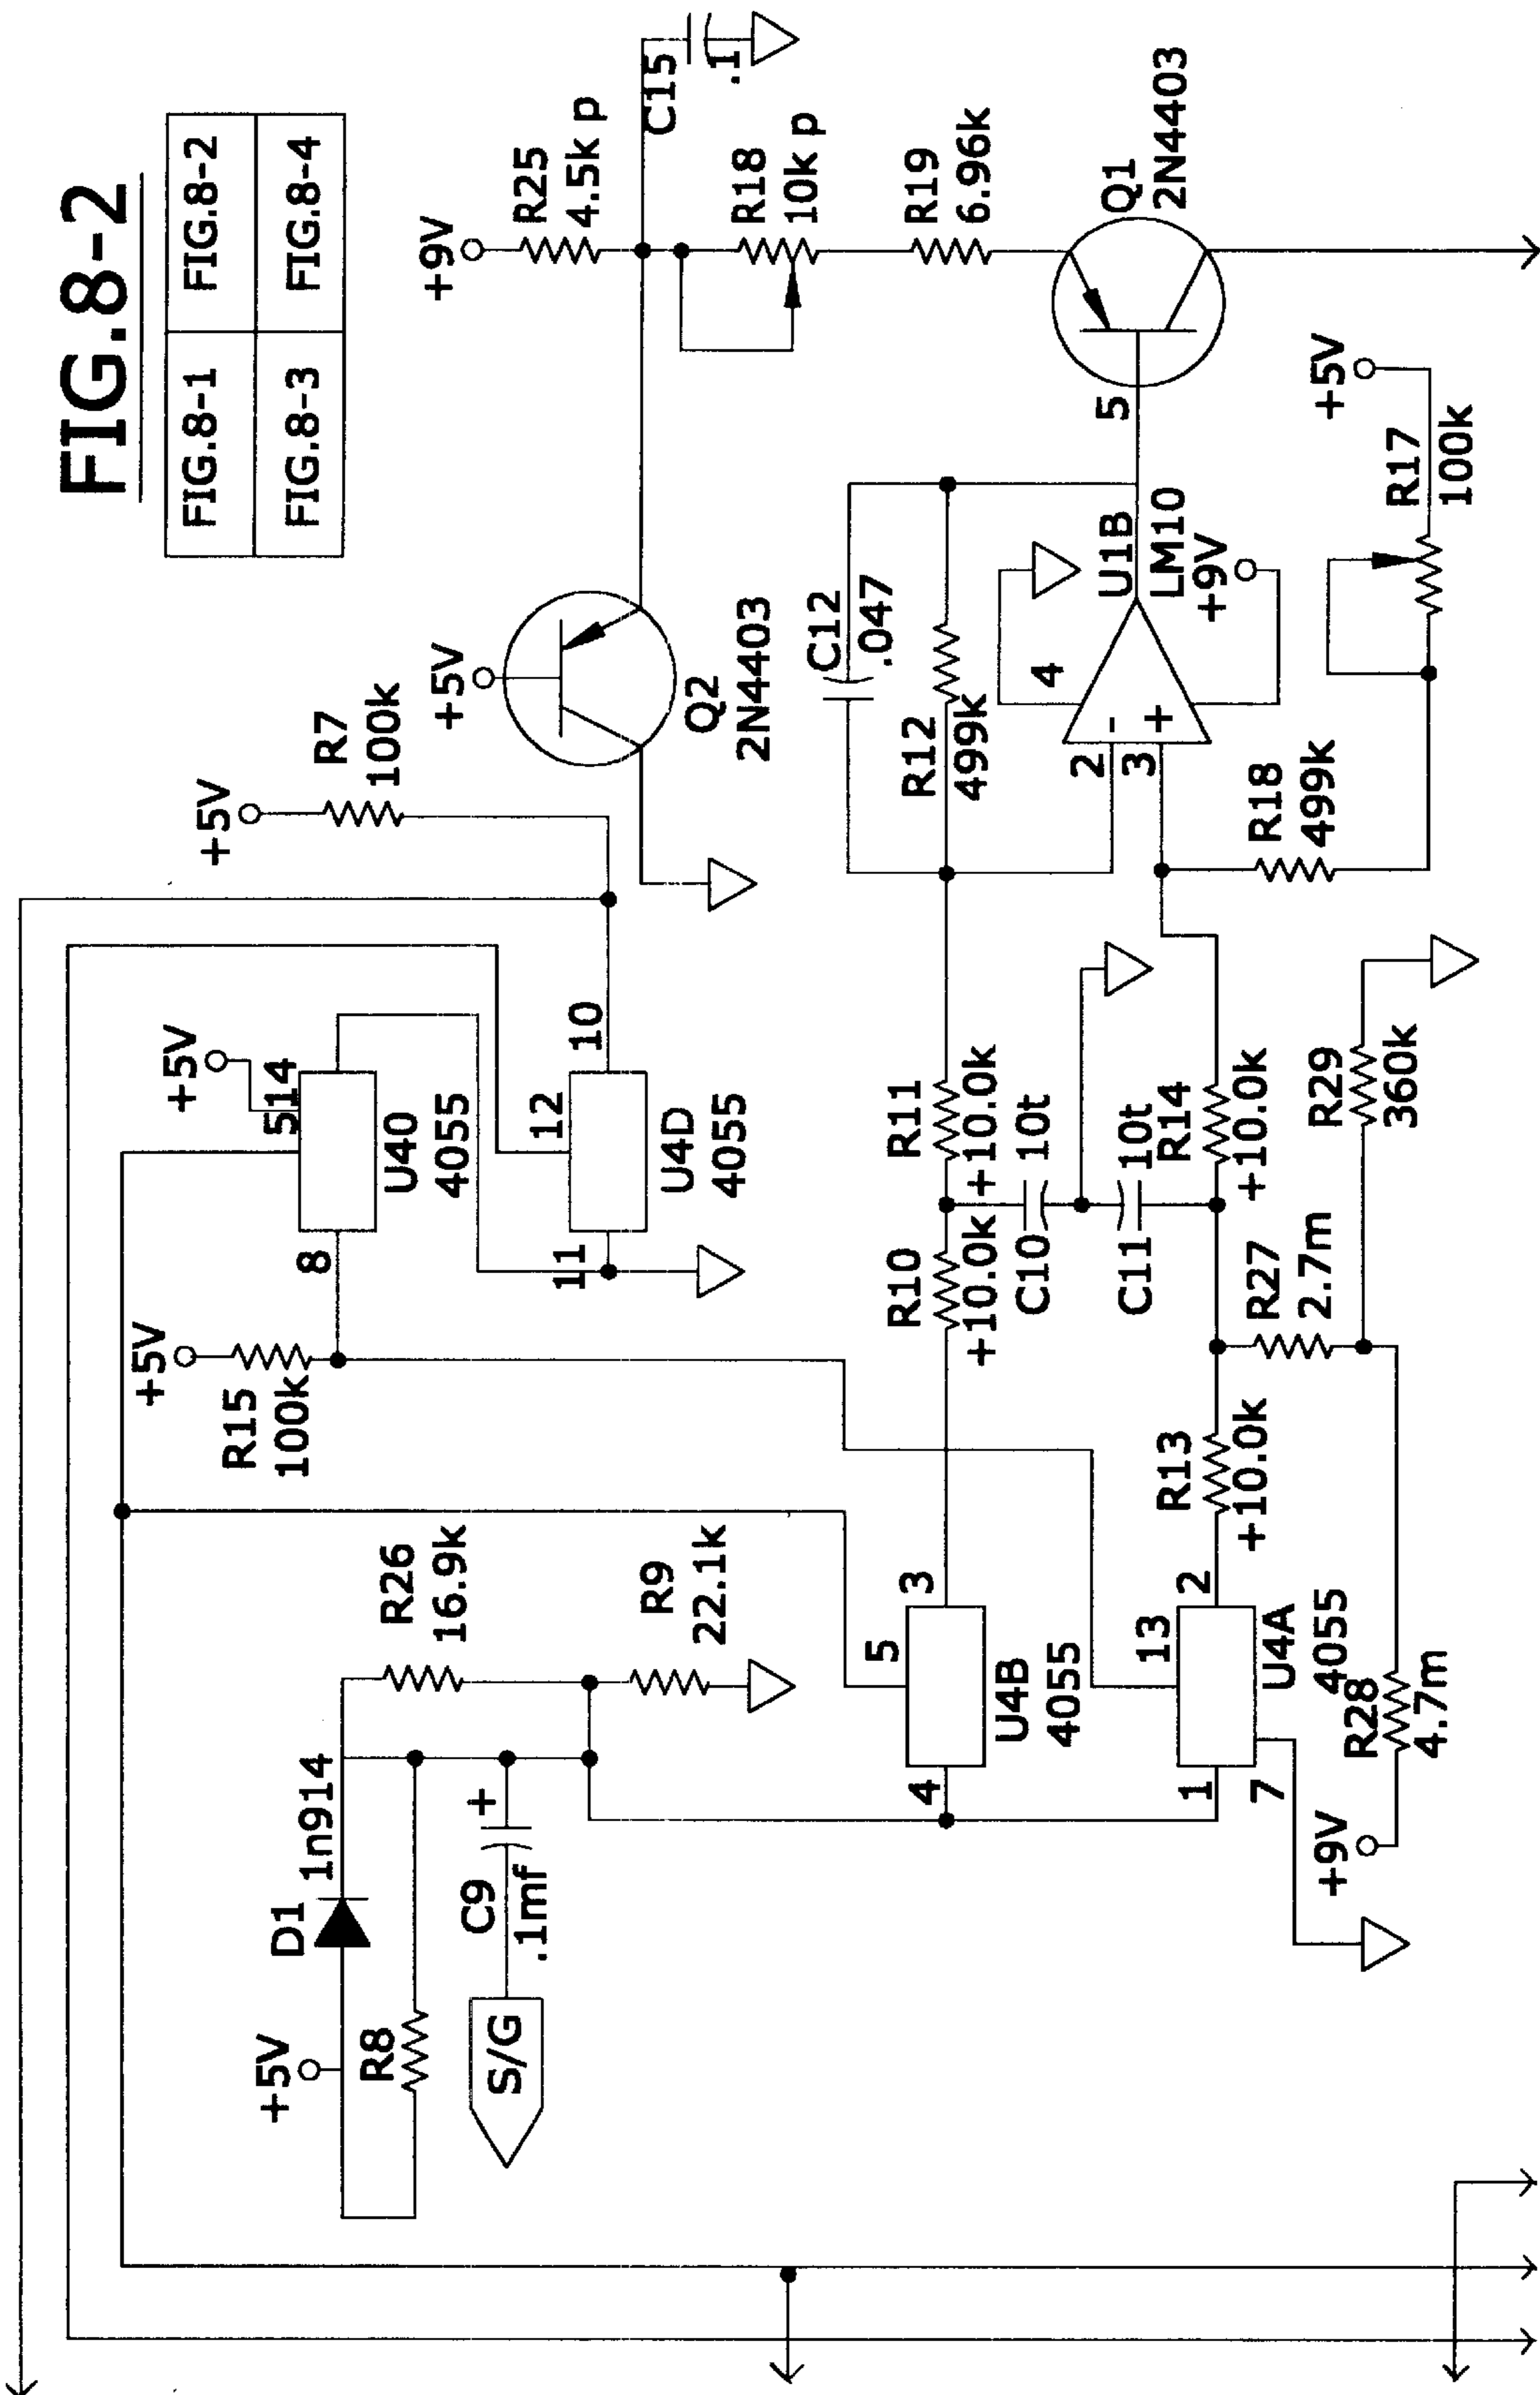 FIG.8-2
FIG.8-1 FIG.8-2
FIG.8-3 FIG.8-4
+9V
R25
4.5k p
C15
.1
R18
10k p
R19
6.96k
Q1
2N4403
5
+5V
Q2
2N4403
+5V
R7
100k
+5V
514
8
U40
4055
10
12
11
U4D
4055
+5V
R15
100k
+5V
D1
1n914
R8
C9
+
.1mf
S/G
R26
16.9k
R9
22.1k
5
3
4
U4B
4055
13
2
1
7
U4A
4055
R10
+10.0k
R11
+10.0k
C10
10t
C11
10t
R13
+10.0k
R14
+10.0k
R27
2.7m
R28
4.7m
+9V
R29
360k
C12
.047
R12
499k
4
2
-
3
+
U1B
LM10
+9V
R18
499k
+5V
R17
100k